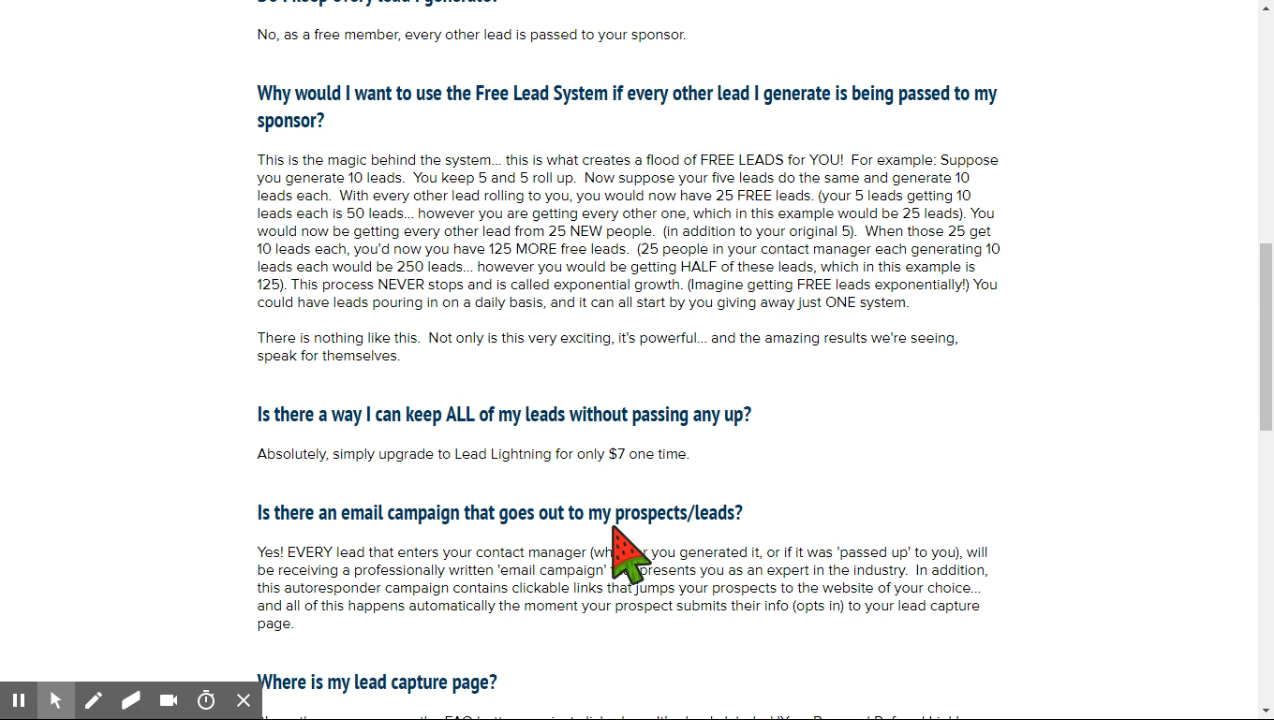 No, as a free member, every other lead is passed to your sponsor.
Why would I want to use the Free Lead System if every other lead I generate is being passed to my
sponsor?
This is the magic behind the system... this is what creates a flood of FREE LEADS for YOU!  For example: Suppose
you generate 10 leads.  You keep 5 and 5 roll up.  Now suppose your five leads do the same and generate 10
leads each.  With every other lead rolling to you, you would now have 25 FREE leads. (your 5 leads getting 10
leads each is 50 leads... however you are getting every other one, which in this example would be 25 leads). You
would now be getting every other lead from 25 NEW people.  (in addition to your original 5).  When those 25 get
10 leads each, you'd now you have 125 MORE free leads.  (25 people in your contact manager each generating 10
leads each would be 250 leads... however you would be getting HALF of these leads, which in this example is
125). This process NEVER stops and is called exponential growth. (Imagine getting FREE leads exponentially!) You
could have leads pouring in on a daily basis, and it can all start by you giving away just ONE system.
There is nothing like this.  Not only is this very exciting, it's powerful... and the amazing results we're seeing,
speak for themselves.
Is there a way I can keep ALL of my leads without passing any up?
Absolutely, simply upgrade to Lead Lightning for only $7 one time.
Is there an email campaign that goes out to my prospects/leads?
Yes! EVERY lead that enters your contact manager ( you generated it, or if it was 'passed up' to you), will
be receiving a professionally written 'email campaign' presents you as an expert in the industry.  In addition,
this autoresponder campaign contains clickable links that jumps your prospects to the website of your choice...
and all of this happens automatically the moment your prospect submits their info (opts in) to your lead capture
page.
Where is my lead capture page?